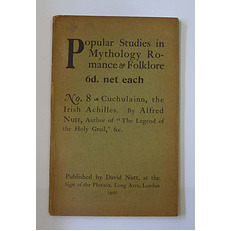 Popular Studies in
Mythology Ro-
mance & Folklore
6d. net each
No. 8 Cuchulainn, the
Irish Achilles. By Alfred
Nutt, Author of "The Legend of
the Holy Grail," &c.
Published by David Nutt, at the
Sign of the Phoenix, Long Acre, London
1900